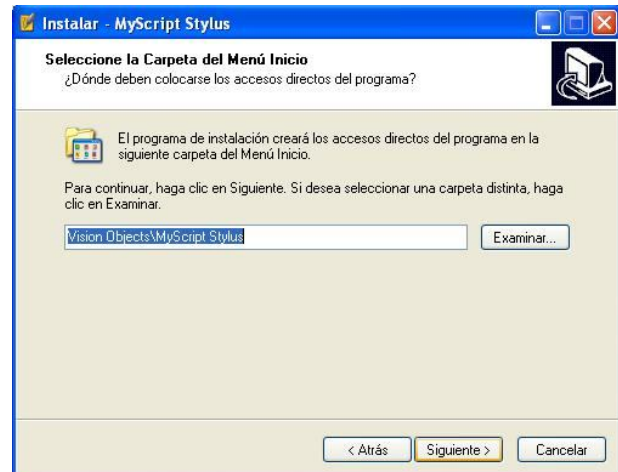 Instalar - MyScript Stylus
Seleccione la Carpeta del Menú Inicio
¿Dónde deben colocarse los accesos directos del programa?
El programa de instalación creará los accesos directos del programa en la
siguiente carpeta del Menú Inicio.
Para continuar, haga clic en Siguiente. Si desea seleccionar una carpeta distinta, haga
clic en Examinar.
Vision Objects\MyScript Stylus
Examinar...
< Atrás
Siguiente >
Cancelar